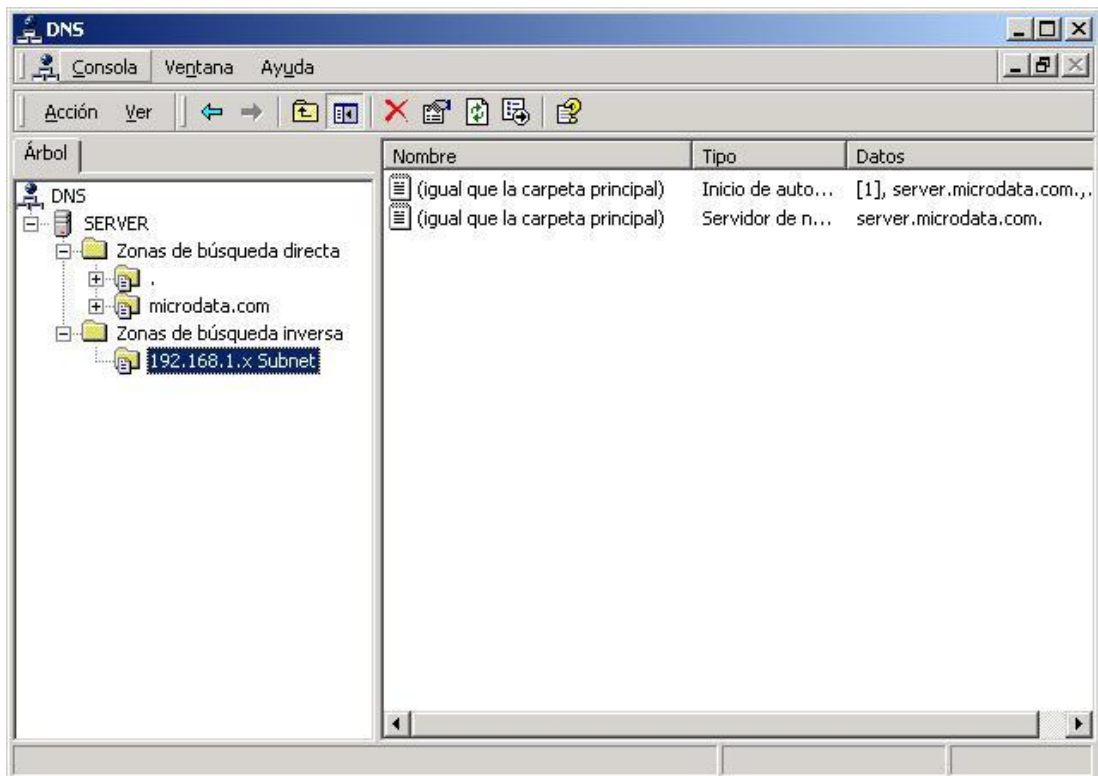 DNS
Consola Ventana Ayuda
Acción Ver
Árbol
Nombre Tipo Datos
DNS
SERVER
Zonas de búsqueda directa
.
microdata.com
Zonas de búsqueda inversa
192.168.1.x Subnet
(igual que la carpeta principal) Inicio de auto... [1], server.microdata.com.,.
(igual que la carpeta principal) Servidor de n... server.microdata.com.